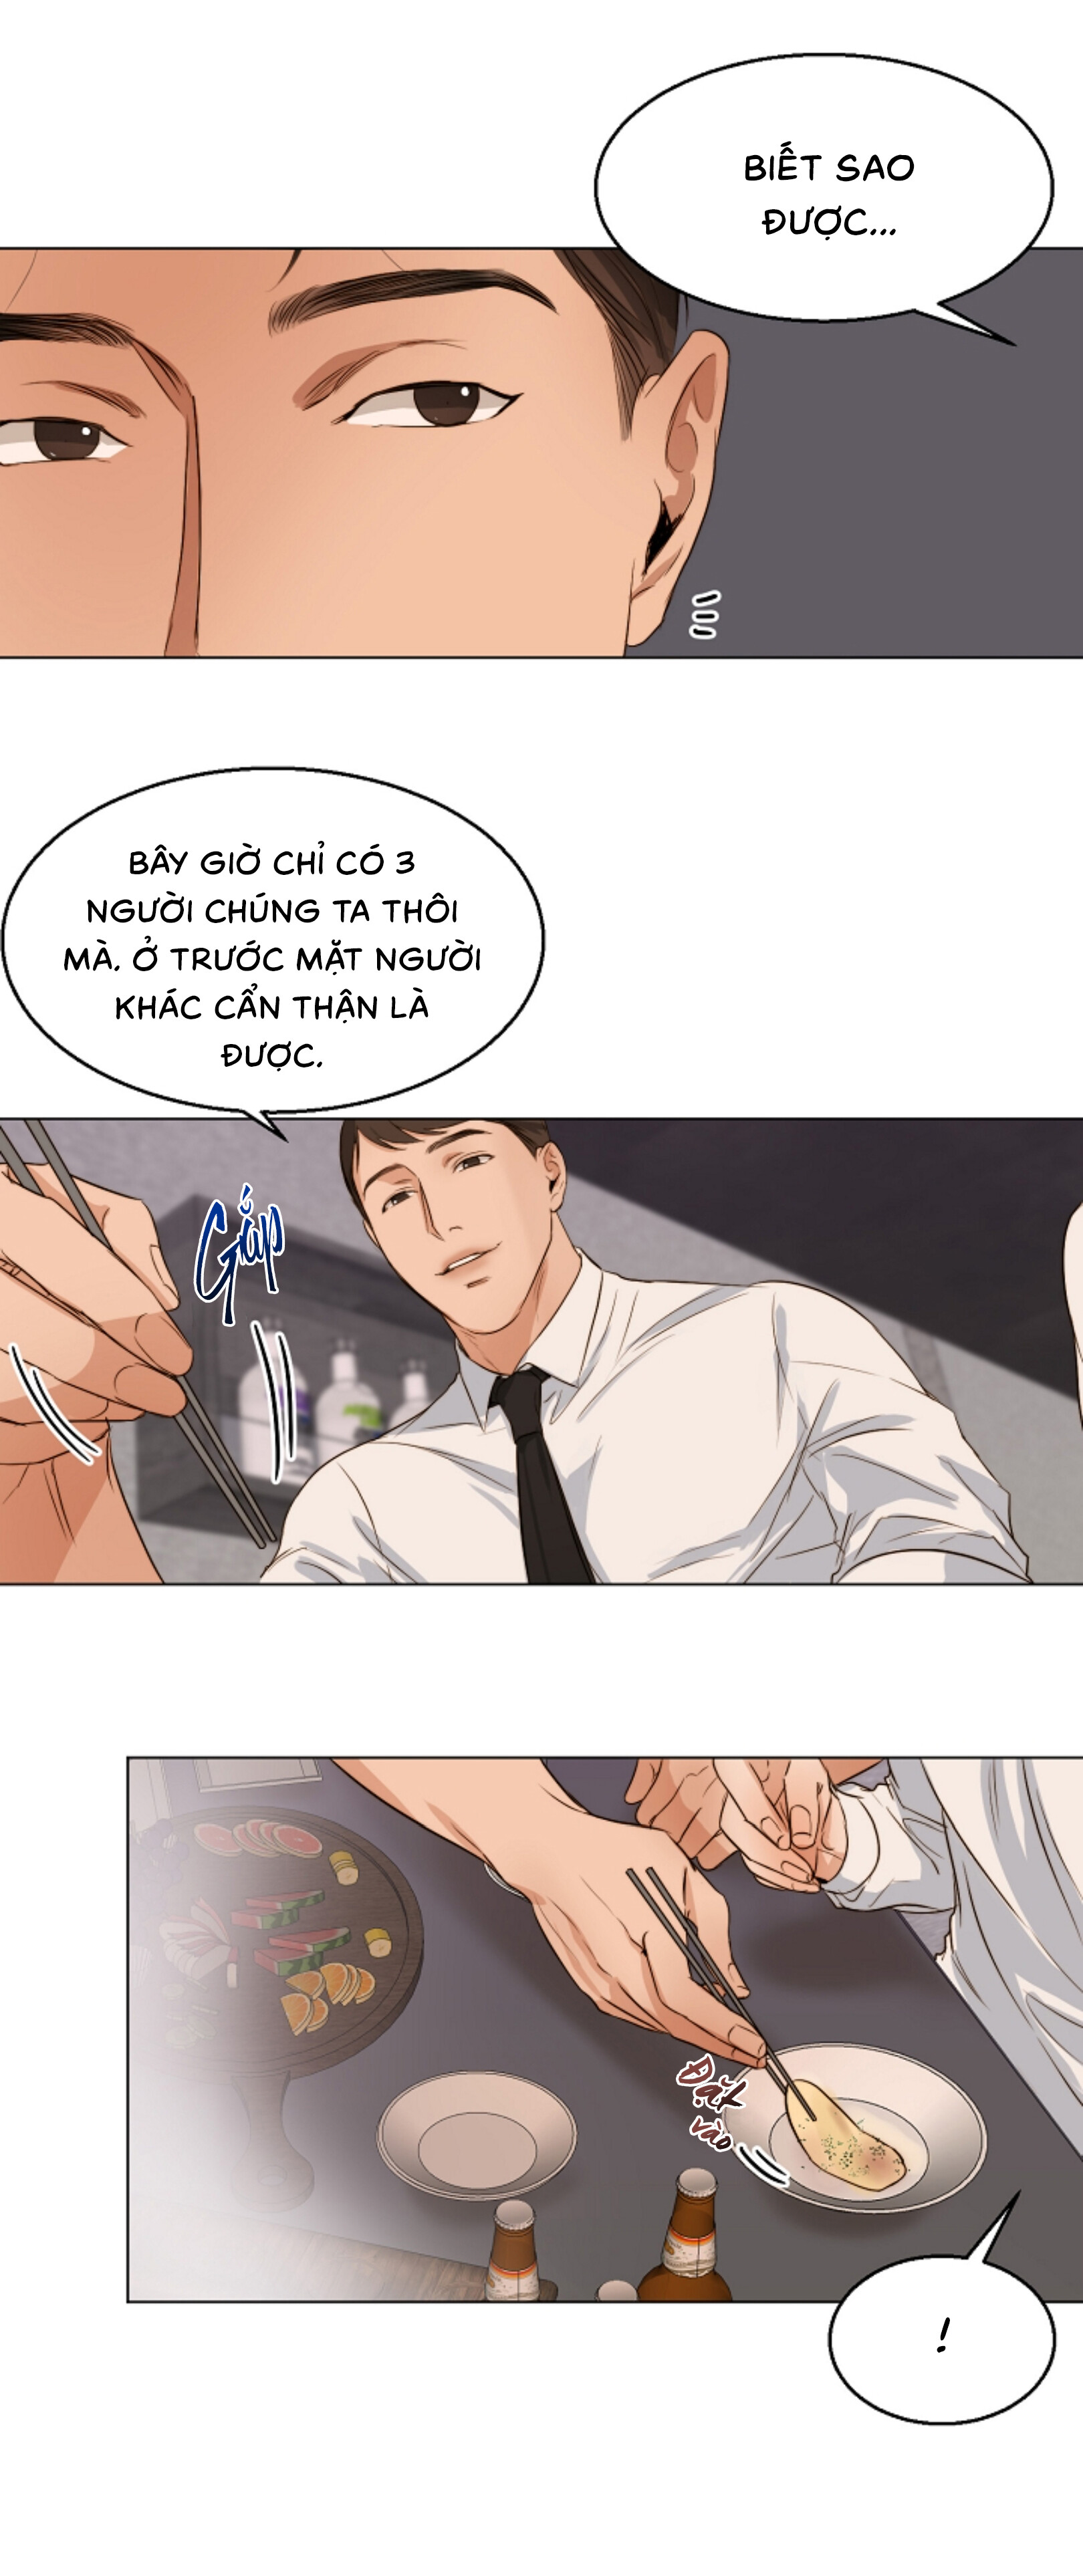 BIẾT SAO
ĐƯỢC...
BÂY GIỜ CHỈ CÓ 3
NGƯỜI CHÚNG TA THÔI
MÀ. Ở TRƯỚC MẶT NGƯỜI
KHÁC CẨN THẬN LÀ
ĐƯỢC.
Gắp
Đặt
vào
!